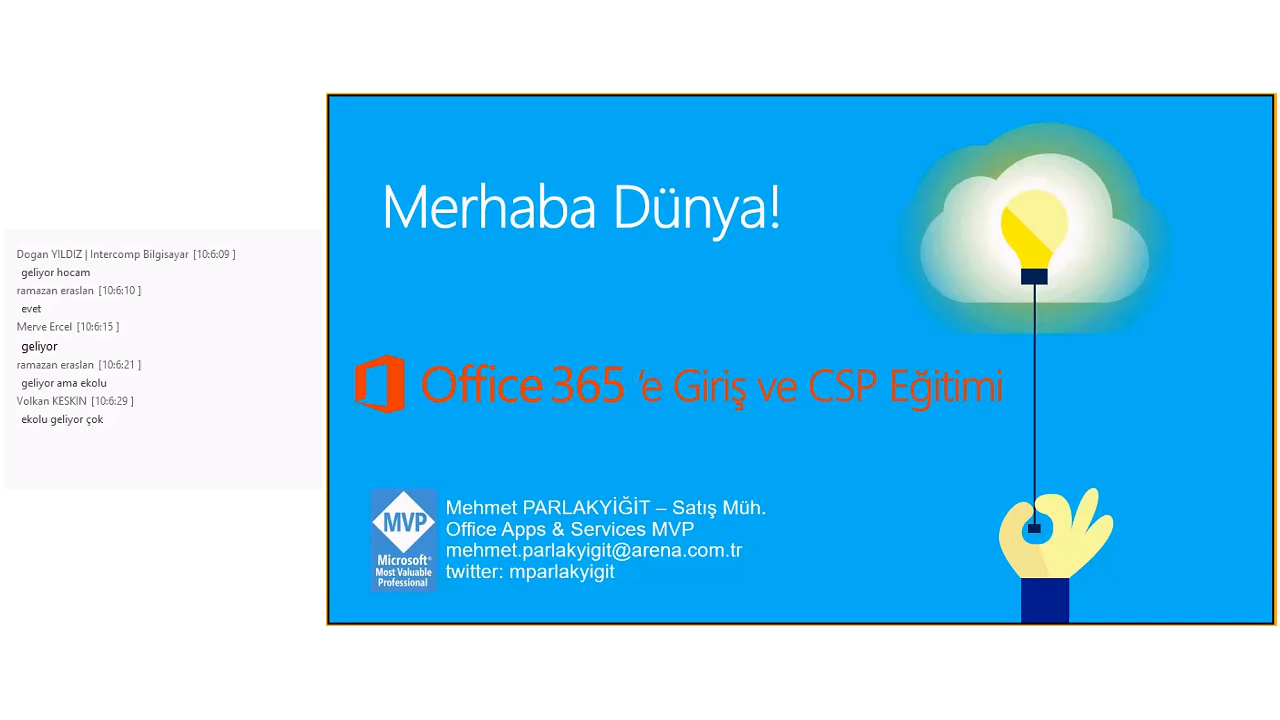 Dogan YILDIZ | Intercomp Bilgisayar [10:6:09 ]
geliyor hocam
ramazan eraslan [10:6:10 ]
evet
Merve Ercel [10:6:15 ]
geliyor
ramazan eraslan [10:6:21 ]
geliyor ama ekolu
Volkan KESKIN [10:6:29 ]
ekolu geliyor çok
Merhaba Dünya!
Office 365 ’e Giriş ve CSP Eğitimi
MVP
Microsoft®
Most Valuable
Professional
Mehmet PARLAKYİĞİT – Satış Müh.
Office Apps & Services MVP
mehmet.parlakyigit@arena.com.tr
twitter: mparlakyigit